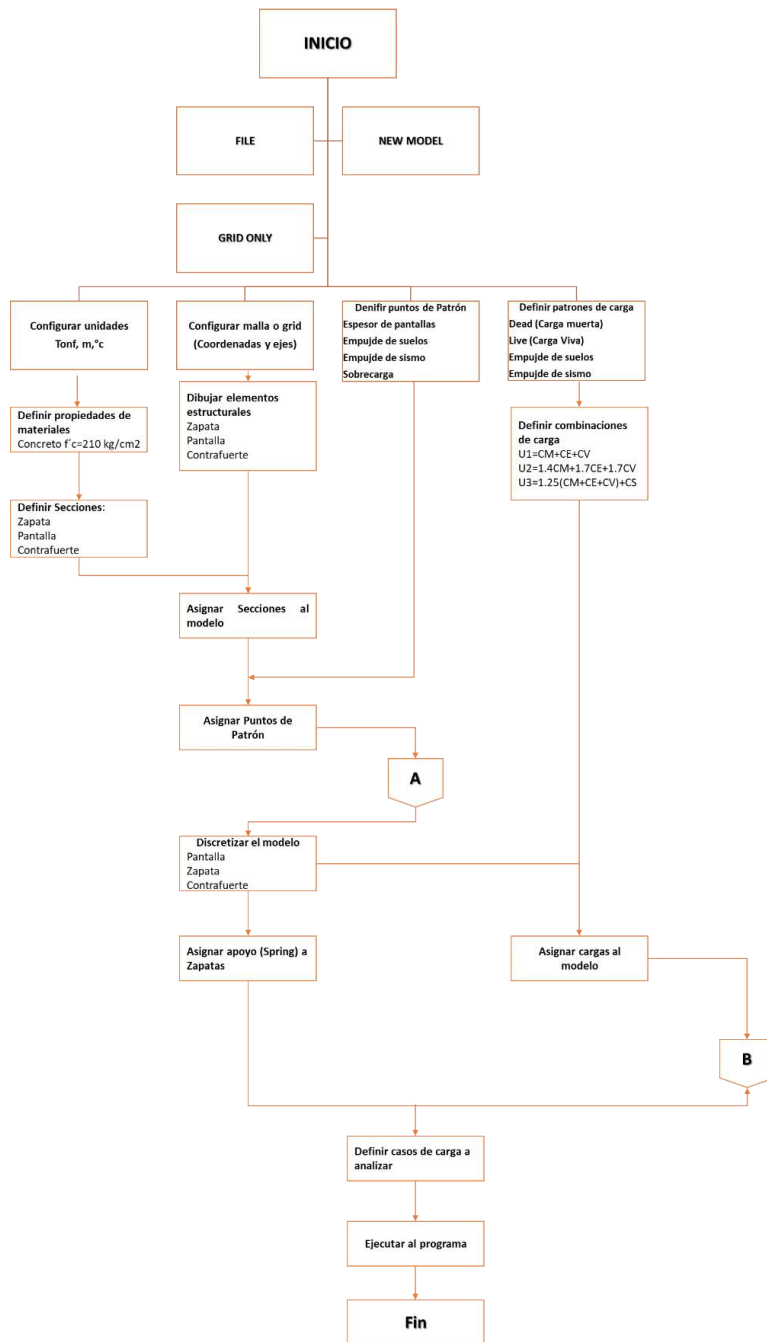 INICIO
FILE
NEW MODEL
GRID ONLY
Configurar unidades
Tonf, m,°c
Configurar malla o grid
(Coordenadas y ejes)
Denifir puntos de Patrón
Espesor de pantallas
Empujde de suelos
Empujde de sismo
Sobrecarga
Definir patrones de carga
Dead (Carga muerta)
Live (Carga Viva)
Empujde de suelos
Empujde de sismo
Definir propiedades de
materiales
Concreto f´c=210 kg/cm2
Dibujar elementos
estructurales
Zapata
Pantalla
Contrafuerte
Definir combinaciones
de carga
U1=CM+CE+CV
U2=1.4CM+1.7CE+1.7CV
U3=1.25(CM+CE+CV)+CS
Definir Secciones:
Zapata
Pantalla
Contrafuerte
Asignar Secciones al
modelo
Asignar Puntos de
Patrón
A
Discretizar el modelo
Pantalla
Zapata
Contrafuerte
Asignar apoyo (Spring) a
Zapatas
Asignar cargas al
modelo
B
Definir casos de carga a
analizar
Ejecutar al programa
Fin